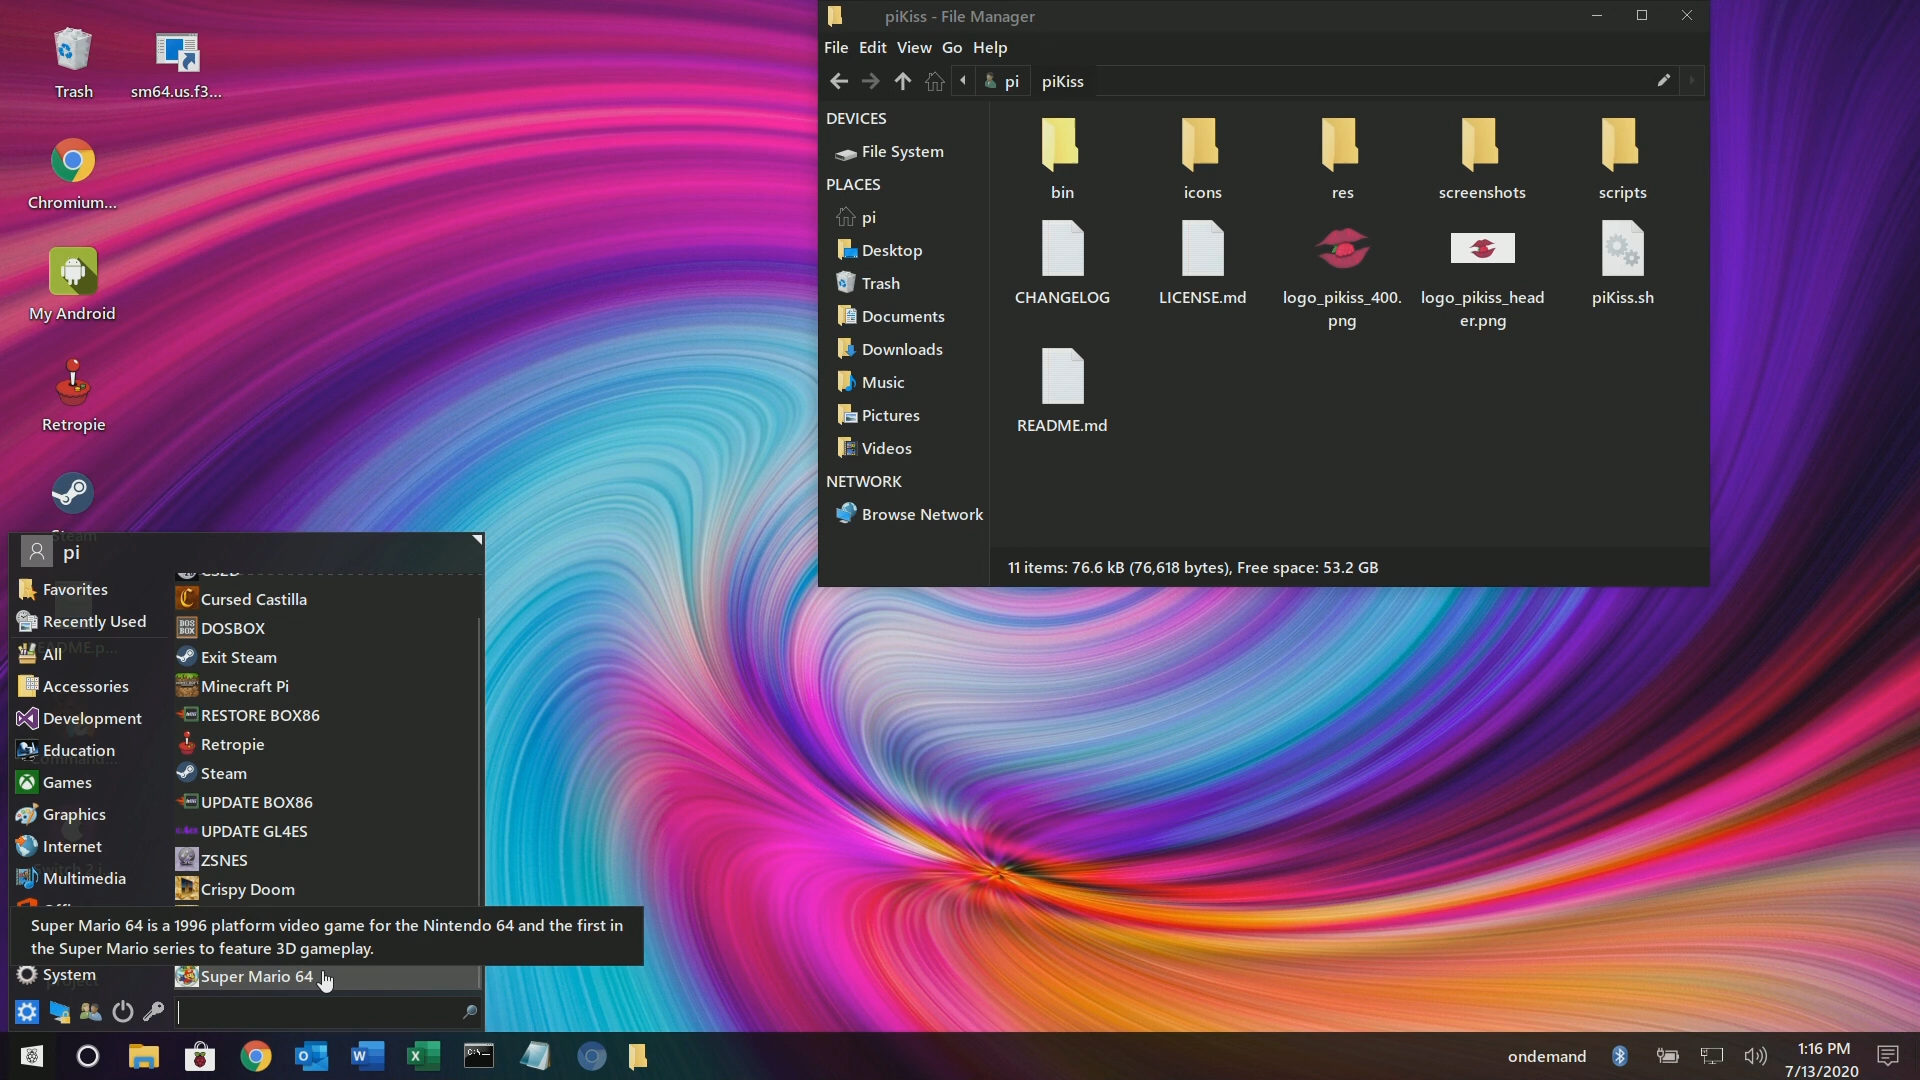 Trash
sm64.us.f3...
Chromium...
My Android
Retropie
Steam
piKiss - File Manager
File Edit View Go Help
pi piKiss
DEVICES
File System
PLACES
pi
Desktop
Trash
Documents
Downloads
Music
Pictures
Videos
NETWORK
Browse Network
bin
icons
res
screenshots
scripts
CHANGELOG
LICENSE.md
logo_pikiss_400.
png
logo_pikiss_head
er.png
piKiss.sh
README.md
11 items: 76.6 kB (76,618 bytes), Free space: 53.2 GB
pi
Favorites
Recently Used
All
Accessories
Development
Education
Games
Graphics
Internet
Multimedia
System
Cursed Castilla
DOSBOX
Exit Steam
Minecraft Pi
RESTORE BOX86
Retropie
Steam
UPDATE BOX86
UPDATE GL4ES
ZSNES
Crispy Doom
Super Mario 64 is a 1996 platform video game for the Nintendo 64 and the first in
the Super Mario series to feature 3D gameplay.
Super Mario 64
ondemand
1:16 PM
7/13/2020